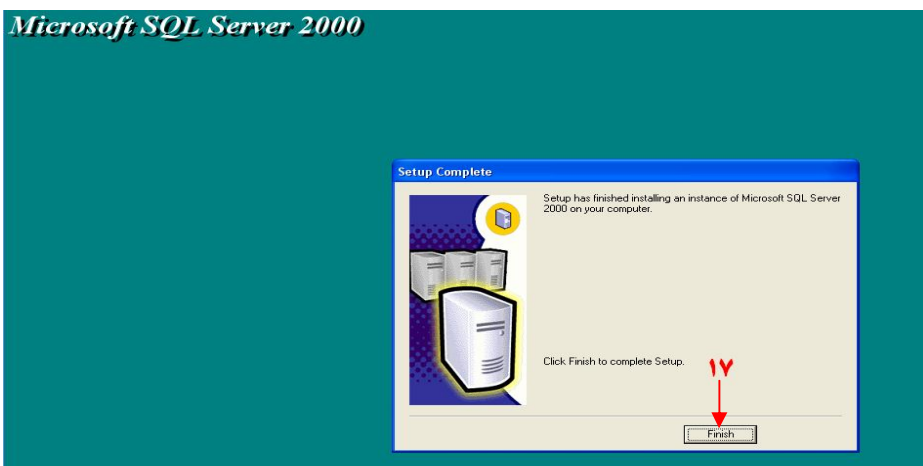 Microsoft SQL Server 2000
Setup Complete
Setup has finished installing an instance of Microsoft SQL Server
2000 on your computer.
Click Finish to complete Setup.
۱۷
Finish